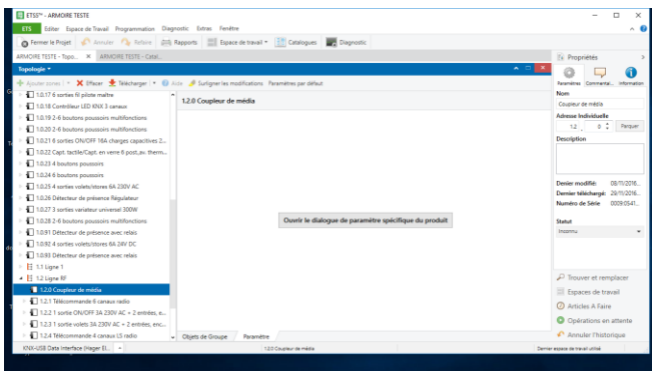 ETS5™ - ARMOIRE TESTE
ETS Editer Espace de Travail Programmation Diagnostic Extras Fenêtre
Fermer le Projet Annuler Refaire Rapports Espace de travail Catalogues Diagnostic
ARMOIRE TESTE - Topo... ARMOIRE TESTE - Catal...
Topologie
Ajouter zones Effacer Télécharger Aide Surligner les modifications Paramètres par défaut
1.0.17 6 sorties fil pilote maître
1.0.18 Contrôleur LED KNX 3 canaux
1.0.19 2-6 boutons poussoirs multifonctions
1.0.20 2-6 boutons poussoirs multifonctions
1.0.21 6 sorties ON/OFF 16A charges capacitives 2...
1.0.22 Capt. tactile/Capt. en verre 6 post.,av. therm...
1.0.23 4 boutons poussoirs
1.0.24 6 boutons poussoirs
1.0.25 4 sorties volets/stores 6A 230V AC
1.0.26 Détecteur de présence Régulateur
1.0.27 3 sorties variateur universel 300W
1.0.28 2-6 boutons poussoirs multifonctions
1.0.91 Détecteur de présence avec relais
1.0.92 4 sorties volets/stores 6A 24V DC
1.0.93 Détecteur de présence avec relais
1.1 Ligne 1
1.2 Ligne RF
1.2.0 Coupleur de média
1.2.1 Télécommande 6 canaux radio
1.2.2 1 sortie ON/OFF 3A 230V AC + 2 entrées, e...
1.2.3 1 sortie volets 3A 230V AC + 2 entrées, enc...
1.2.4 Télécommande 4 canaux LS radio
1.2.0 Coupleur de média
Ouvrir le dialogue de paramètre spécifique du produit
Objets de Groupe Paramètre
Propriétés
Paramètres Commentai... Information
Nom
Coupleur de média
Adresse Individuelle
1.2 . 0 Parquer
Description
Denier modifié: 08/11/2016...
Dernier téléchargé: 29/11/2016...
Numéro de Série 0009:0541...
Statut
Inconnu
Trouver et remplacer
Espaces de travail
Articles A Faire
Opérations en attente
Annuler l'historique
KNX-USB Data Interface (Hager El... 1.2.0 Coupleur de média Dernier espace de travail utilisé